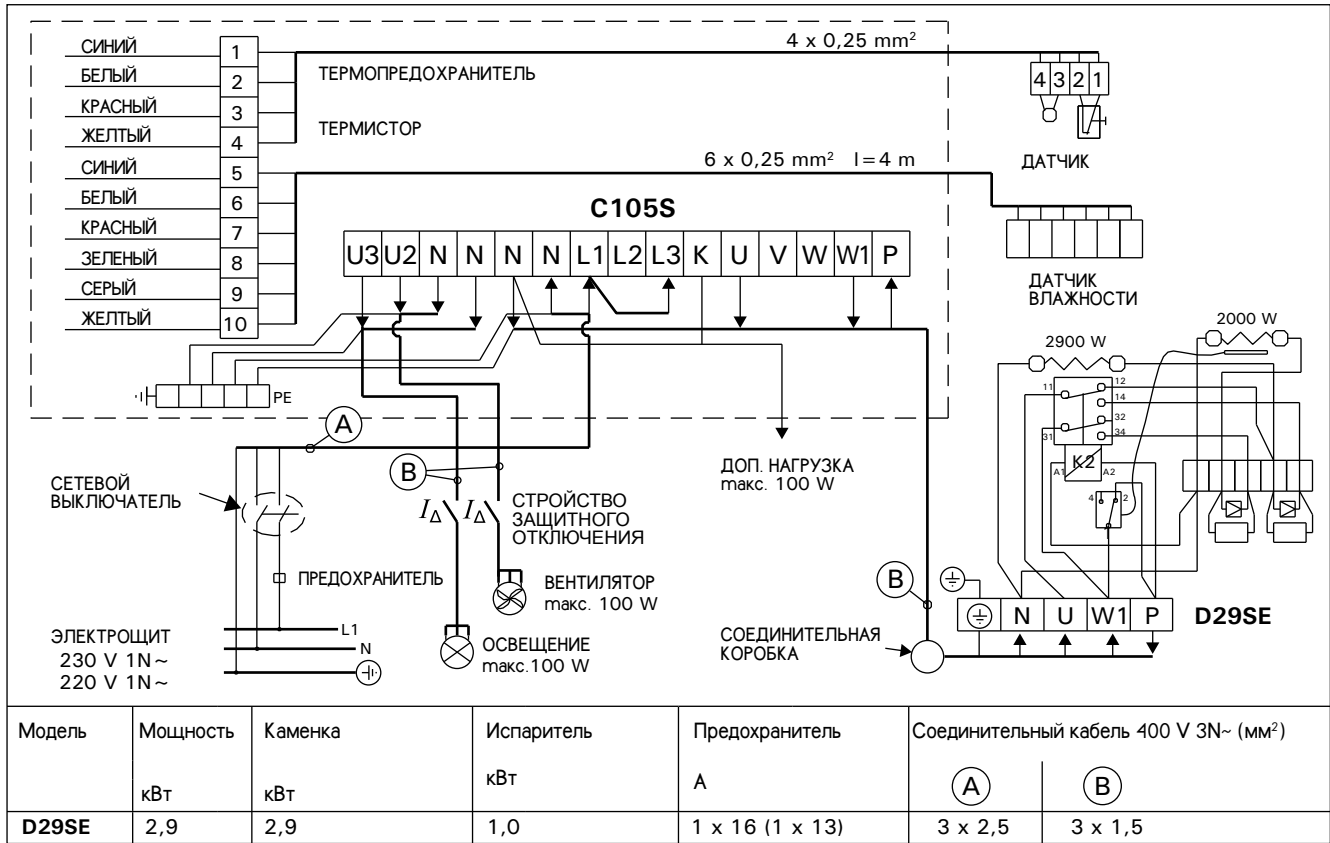 СИНИЙ 1
БЕЛЫЙ 2
КРАСНЫЙ 3
ЖЕЛТЫЙ 4
СИНИЙ 5
БЕЛЫЙ 6
КРАСНЫЙ 7
ЗЕЛЕНЫЙ 8
СЕРЫЙ 9
ЖЕЛТЫЙ 10
ТЕРМОПРЕДОХРАНИТЕЛЬ
ТЕРМИСТОР
4 x 0,25 mm²
4 3 2 1
ДАТЧИК
6 x 0,25 mm² l=4 m
ДАТЧИК
ВЛАЖНОСТИ
C105S
U3 U2 N N N N L1 L2 L3 K U V W W1 P
PE
A
B
СЕТЕВОЙ
ВЫКЛЮЧАТЕЛЬ
ПРЕДОХРАНИТЕЛЬ
ЭЛЕКТРОЩИТ
230 V 1N~
220 V 1N~
L1
N
IΔ IΔ
СТРОЙСТВО
ЗАЩИТНОГО
ОТКЛЮЧЕНИЯ
ВЕНТИЛЯТОР
макс. 100 W
ОСВЕЩЕНИЕ
макс.100 W
ДОП. НАГРУЗКА
макс. 100 W
B
СОЕДИНИТЕЛЬНАЯ
КОРОБКА
2900 W
2000 W
11 12
14
32
31 34
K2
A1 A2
4 2
N U W1 P
D29SE
Модель Мощность Каменка Испаритель Предохранитель Соединительный кабель 400 V 3N~ (мм²)
кВт кВт кВт А A B
D29SE 2,9 2,9 1,0 1 x 16 (1 x 13) 3 x 2,5 3 x 1,5